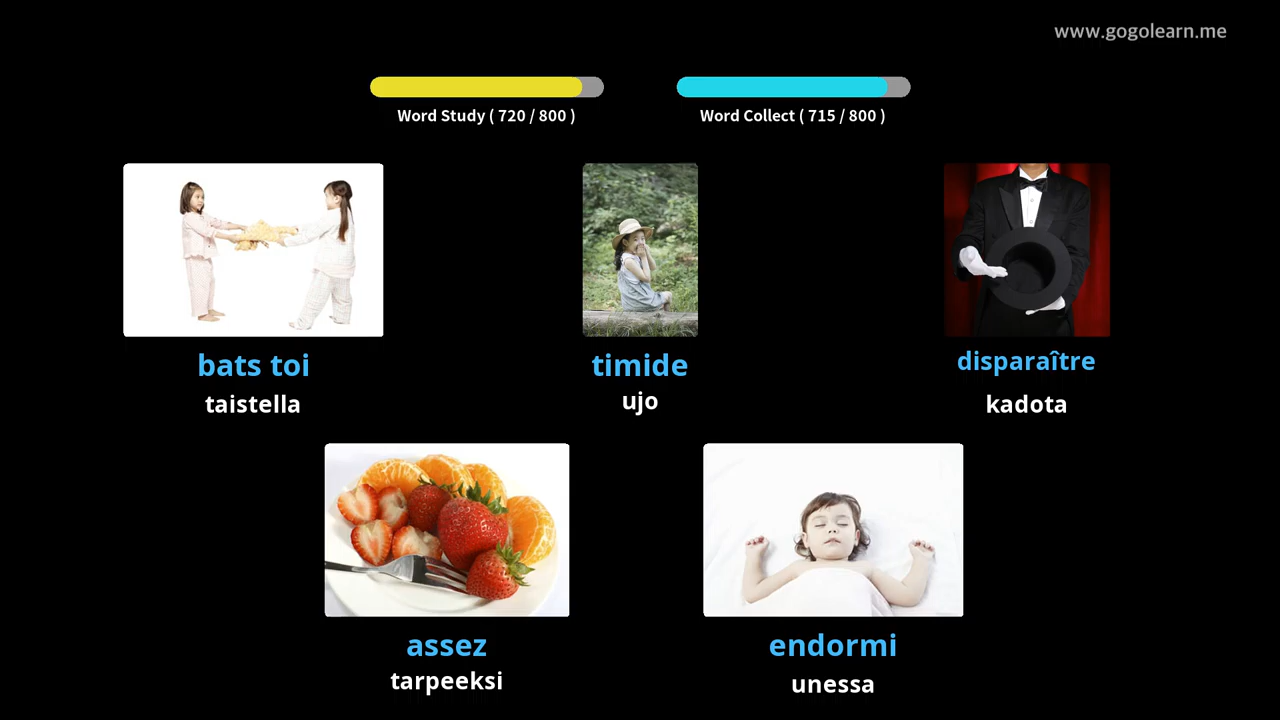 www.gogolearn.me
Word Study ( 720 / 800 )
Word Collect ( 715 / 800 )
bats toi
taistella
timide
ujo
disparaître
kadota
assez
tarpeeksi
endormi
unessa